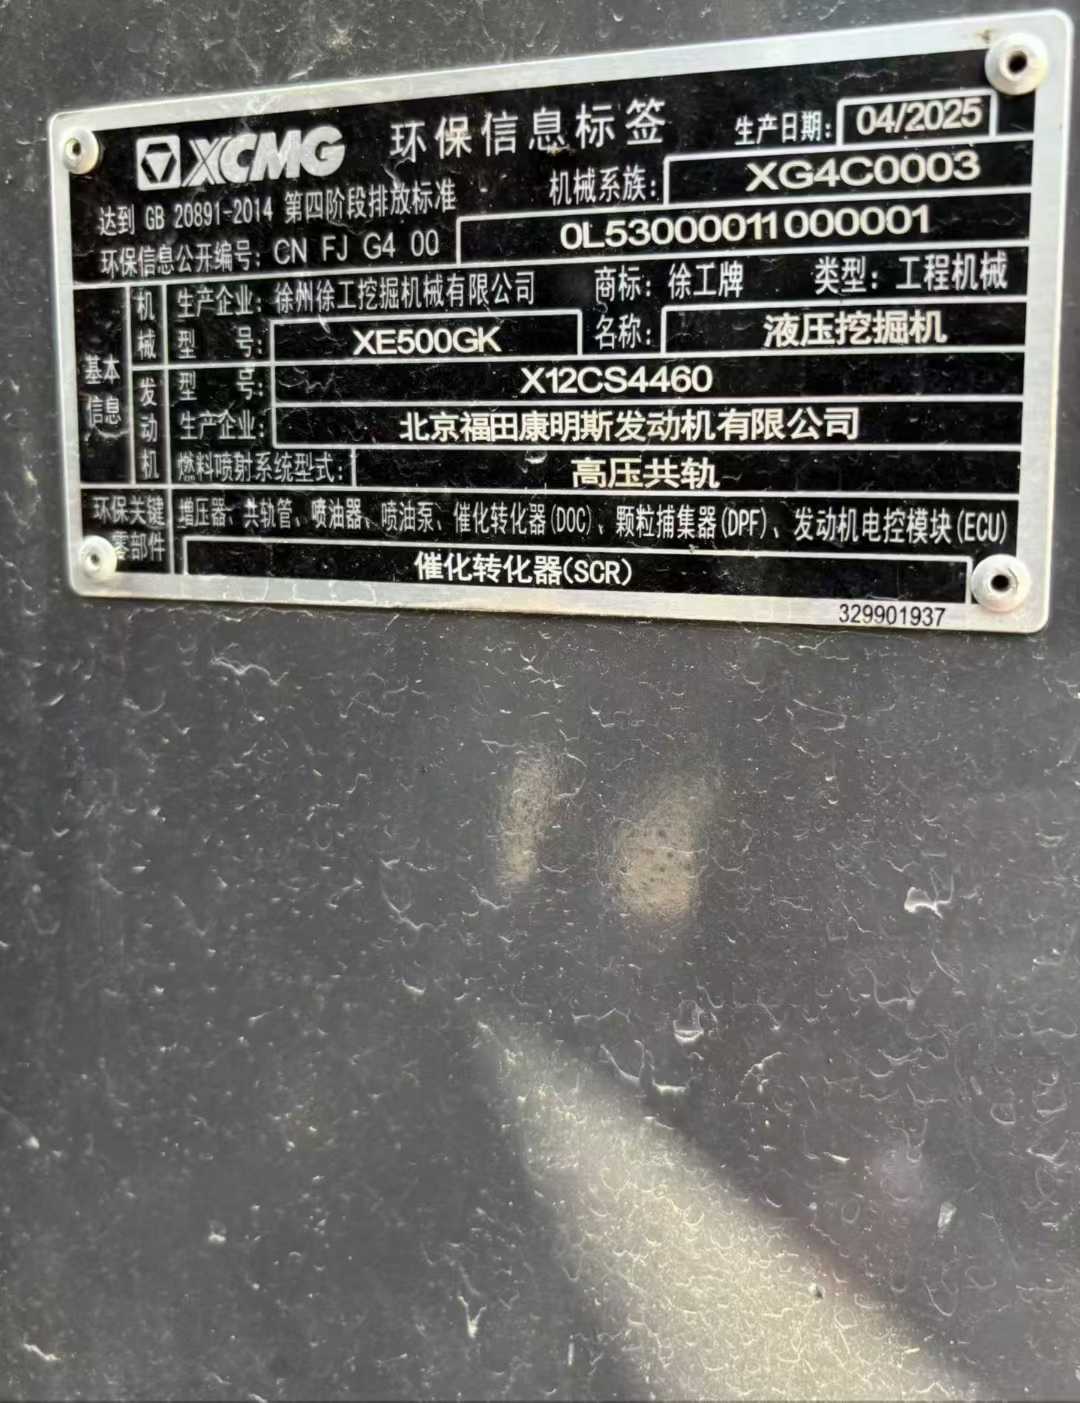 XCMG 环保信息标签 生产日期: 04/2025
达到 GB 20891-2014 第四阶段排放标准 机械系族: XG4C0003
环保信息公开编号: CN FJ G4 00 0L53000011000001
基本信息
机械
生产企业: 徐州徐工挖掘机械有限公司 商标: 徐工牌 类型: 工程机械
型号: XE500GK 名称: 液压挖掘机
发动机
型号: X12CS4460
生产企业: 北京福田康明斯发动机有限公司
燃料喷射系统型式: 高压共轨
环保关键零部件
增压器、共轨管、喷油器、喷油泵、催化转化器(DOC)、颗粒捕集器(DPF)、发动机电控模块(ECU)
催化转化器(SCR)
329901937